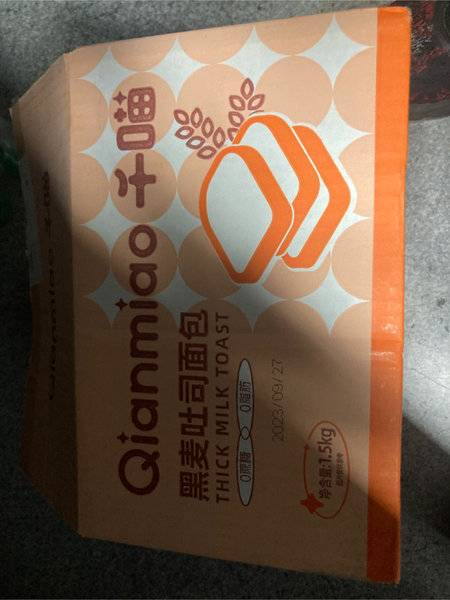 Qianmiao 千喵
黑麦吐司面包
THICK MILK TOAST
0蔗糖 0脂肪
2023/09/27
净含量:1.5kg